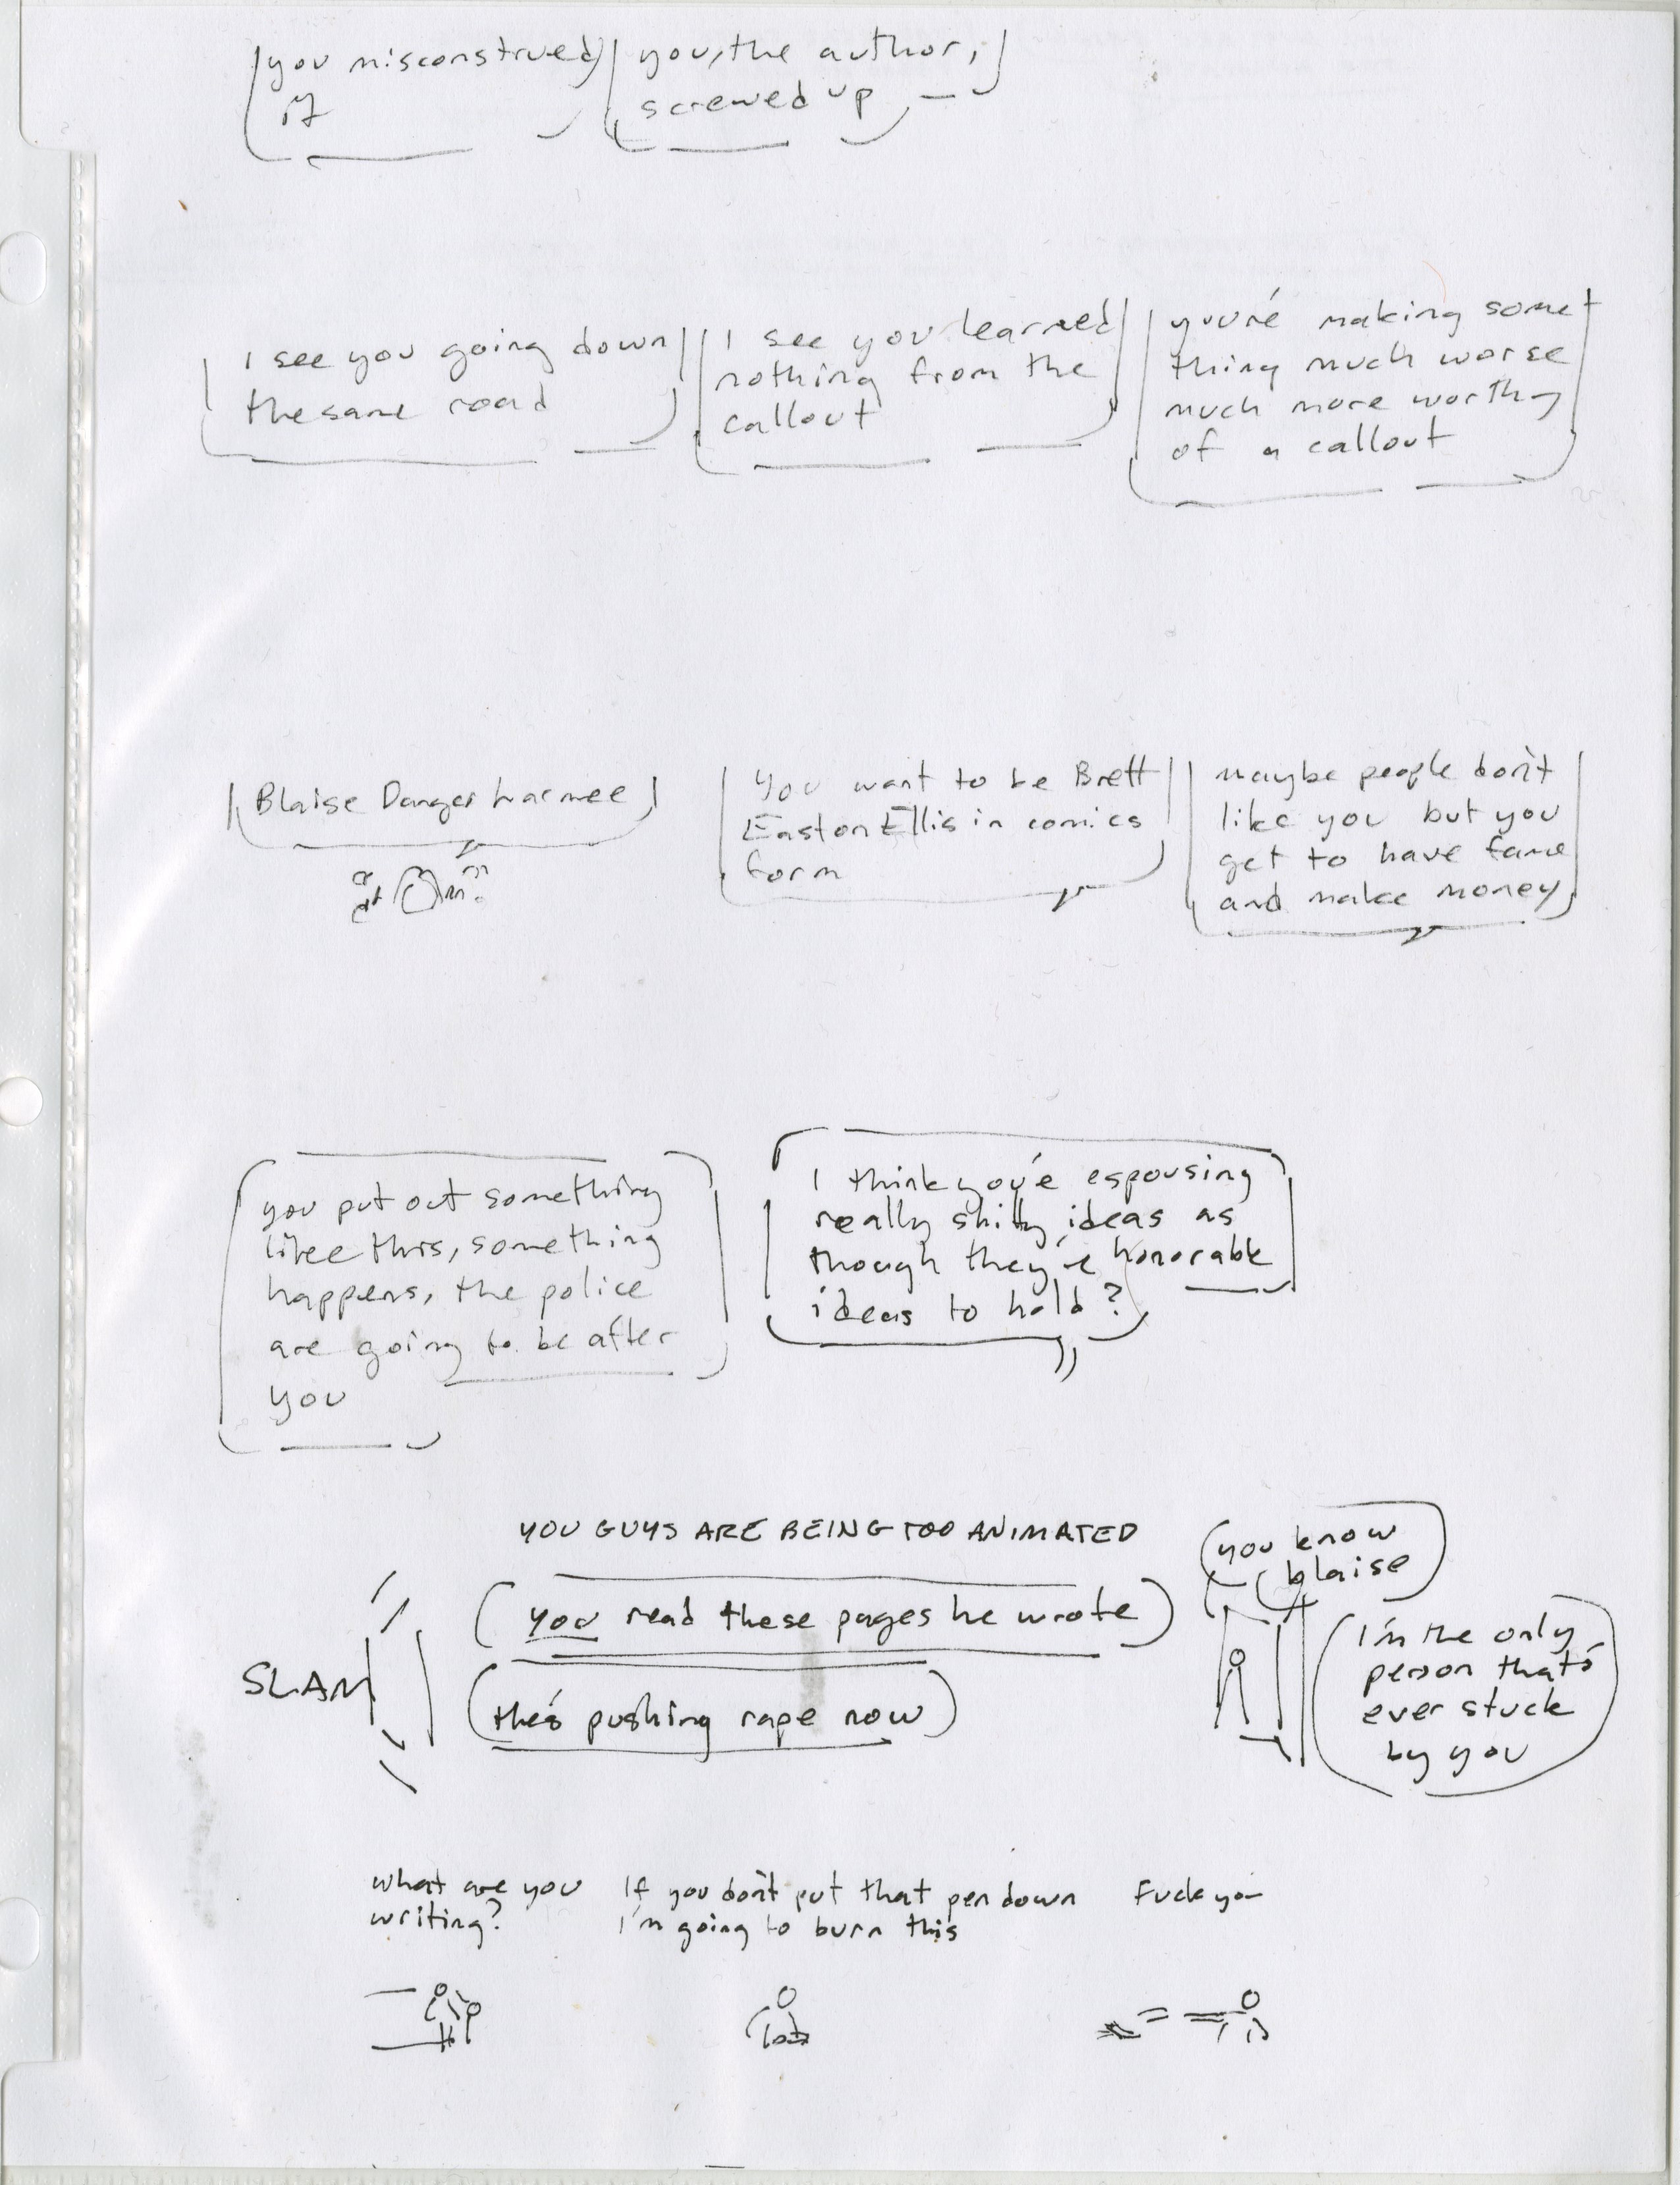 you misconstrued
it
you, the author,
screwed up
I see you going down
the same road
I see you learned
nothing from the
callout
you're making some
thing much worse
much more worthy
of a callout
Blaise Danger Larmee
You want to be Brett
Easton Ellis in comics
form
maybe people don't
like you but you
get to have fame
and make money
you put out something
like this, something
happens, the police
are going to be after
you
I think you're espousing
really shitty ideas as
though they're honorable
ideas to hold?
YOU GUYS ARE BEING TOO ANIMATED
SLAM
you read these pages he wrote
he's pushing rape now
you know
blaise
I'm the only
person that's
ever stuck
by you
what are you
writing?
If you don't put that pen down
I'm going to burn this
Fuck you